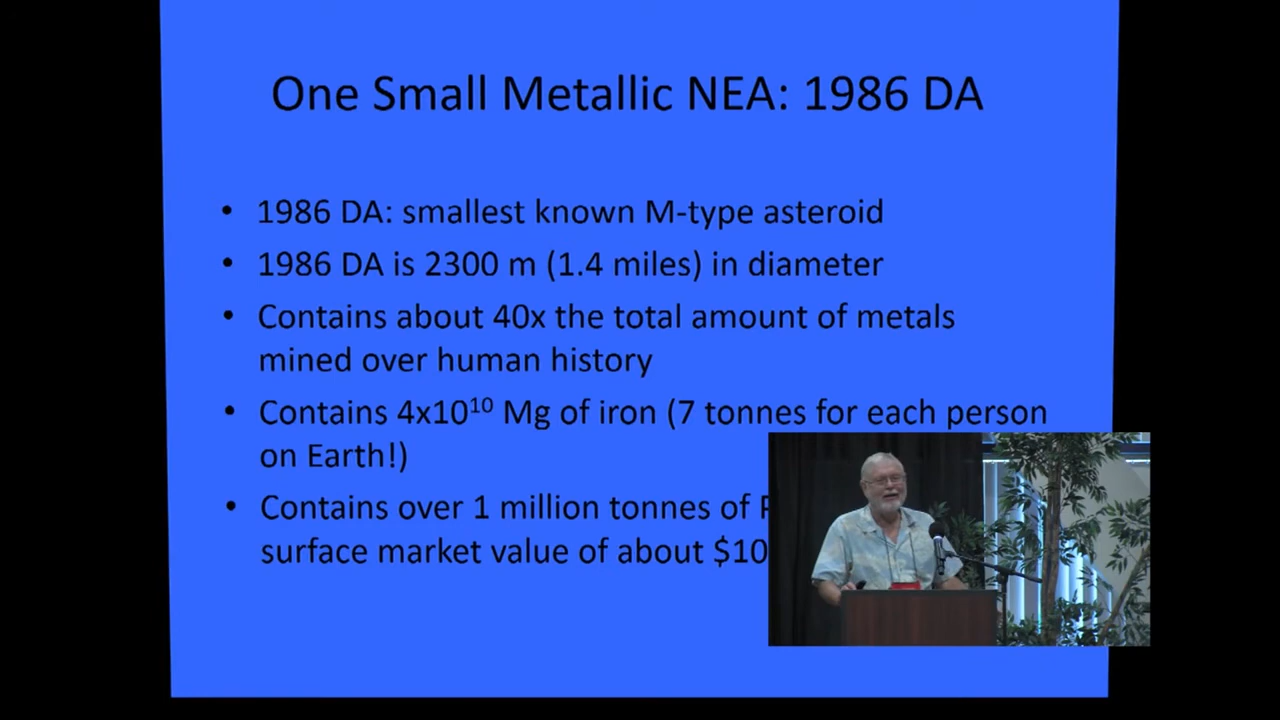 One Small Metallic NEA: 1986 DA
• 1986 DA: smallest known M-type asteroid
• 1986 DA is 2300 m (1.4 miles) in diameter
• Contains about 40x the total amount of metals
mined over human history
• Contains 4x10¹⁰ Mg of iron (7 tonnes for each person
on Earth!)
• Contains over 1 million tonnes of
surface market value of about $10